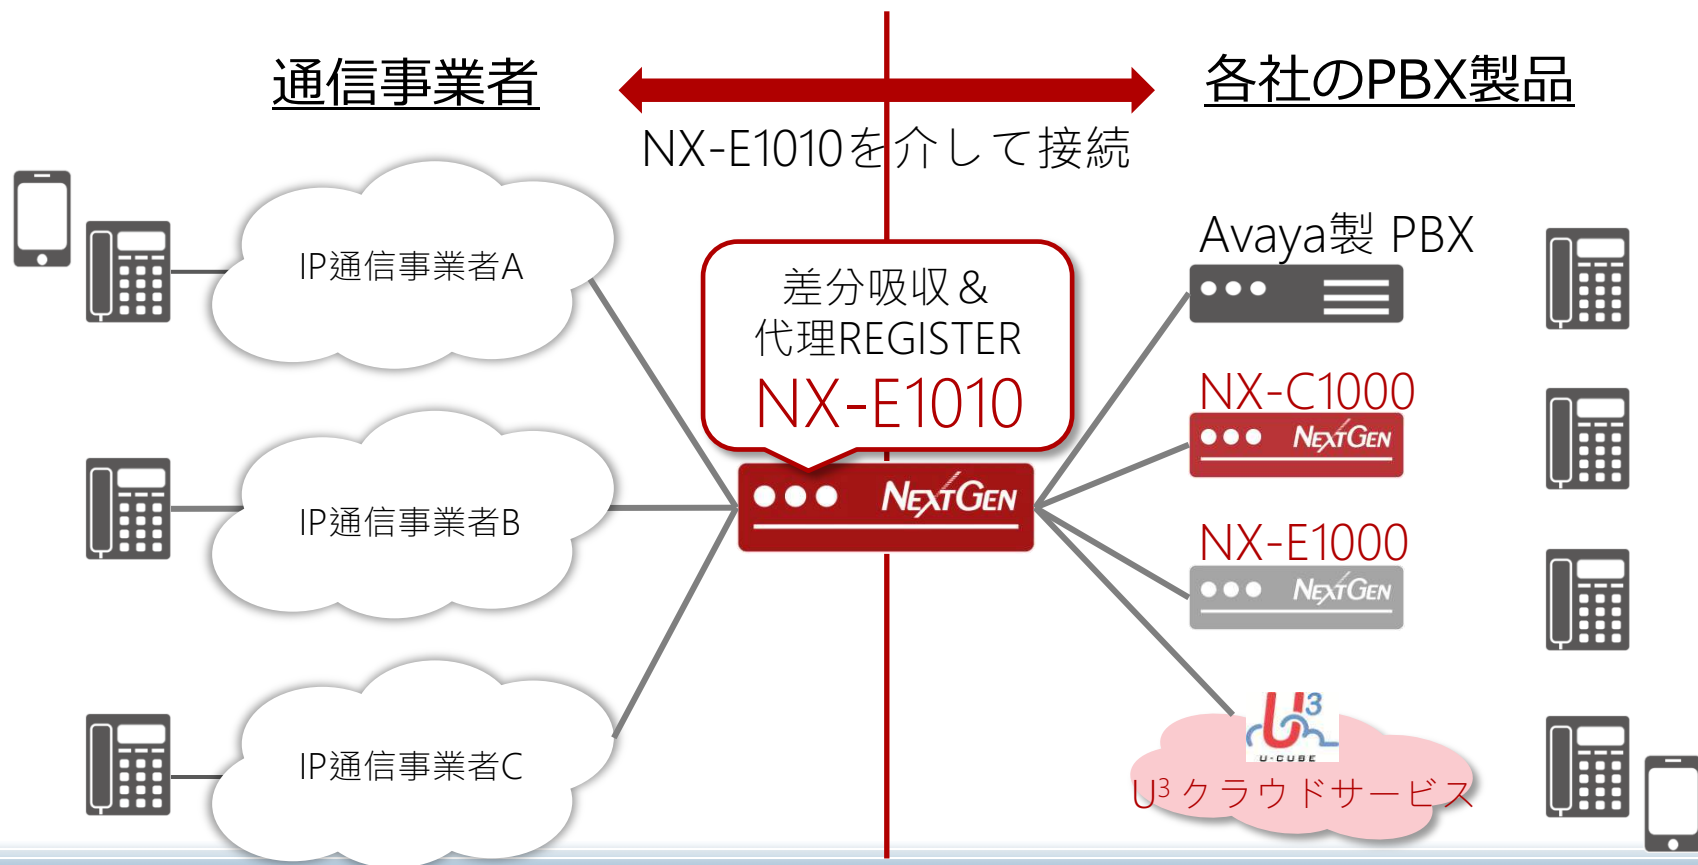 通信事業者
各社のPBX製品
NX-E1010を介して接続
IP通信事業者A
差分吸収&
代理REGISTER
NX-E1010
Avaya製 PBX
NX-C1000
NEXTGEN
NEXTGEN
IP通信事業者B
NX-E1000
NEXTGEN
IP通信事業者C
U3
U-CUBE
U³クラウドサービス